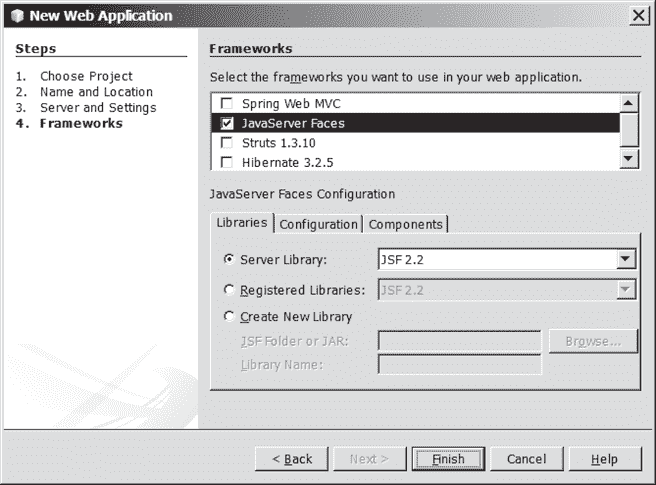 New Web Application
Steps
1. Choose Project
2. Name and Location
3. Server and Settings
4. Frameworks
Frameworks
Select the frameworks you want to use in your web application.
Spring Web MVC
JavaServer Faces
Struts 1.3.10
Hibernate 3.2.5
JavaServer Faces Configuration
Libraries Configuration Components
Server Library: JSF 2.2
Registered Libraries: JSF 2.2
Create New Library
JSF Folder or JAR: Browse...
Library Name:
< Back Next > Finish Cancel Help